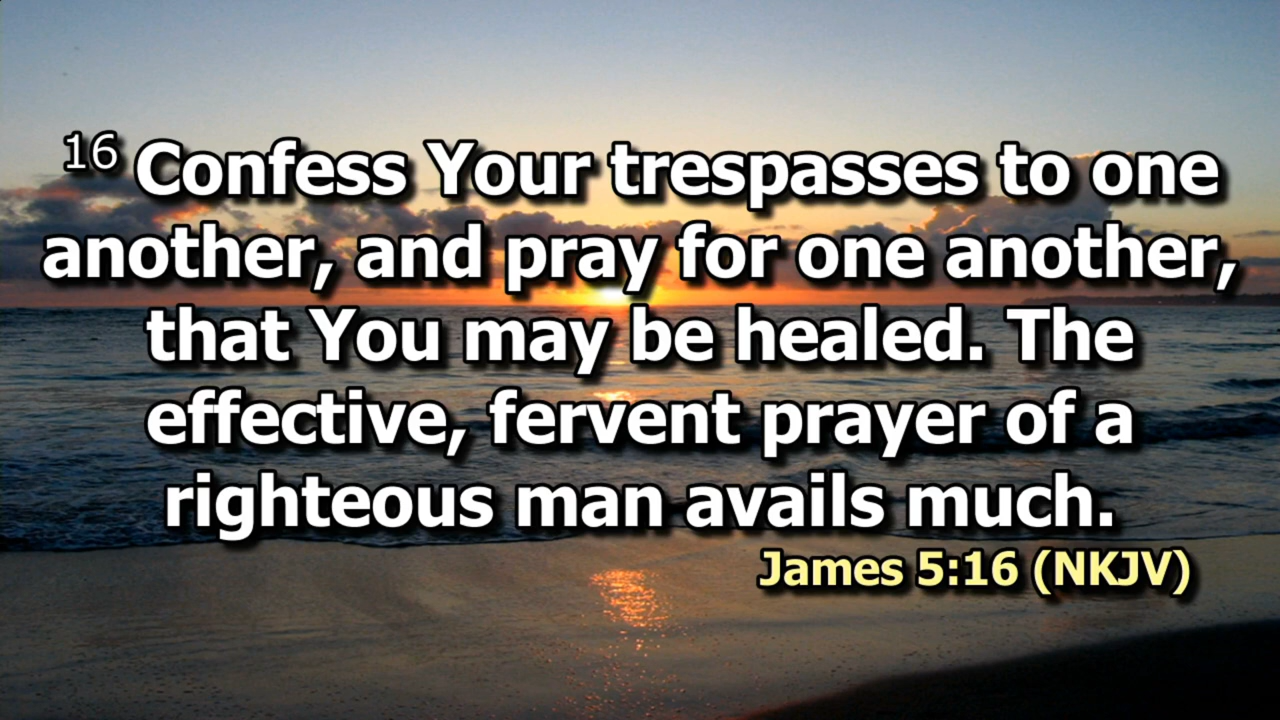 16 Confess Your trespasses to one
another, and pray for one another,
that You may be healed. The
effective, fervent prayer of a
righteous man avails much.
James 5:16 (NKJV)